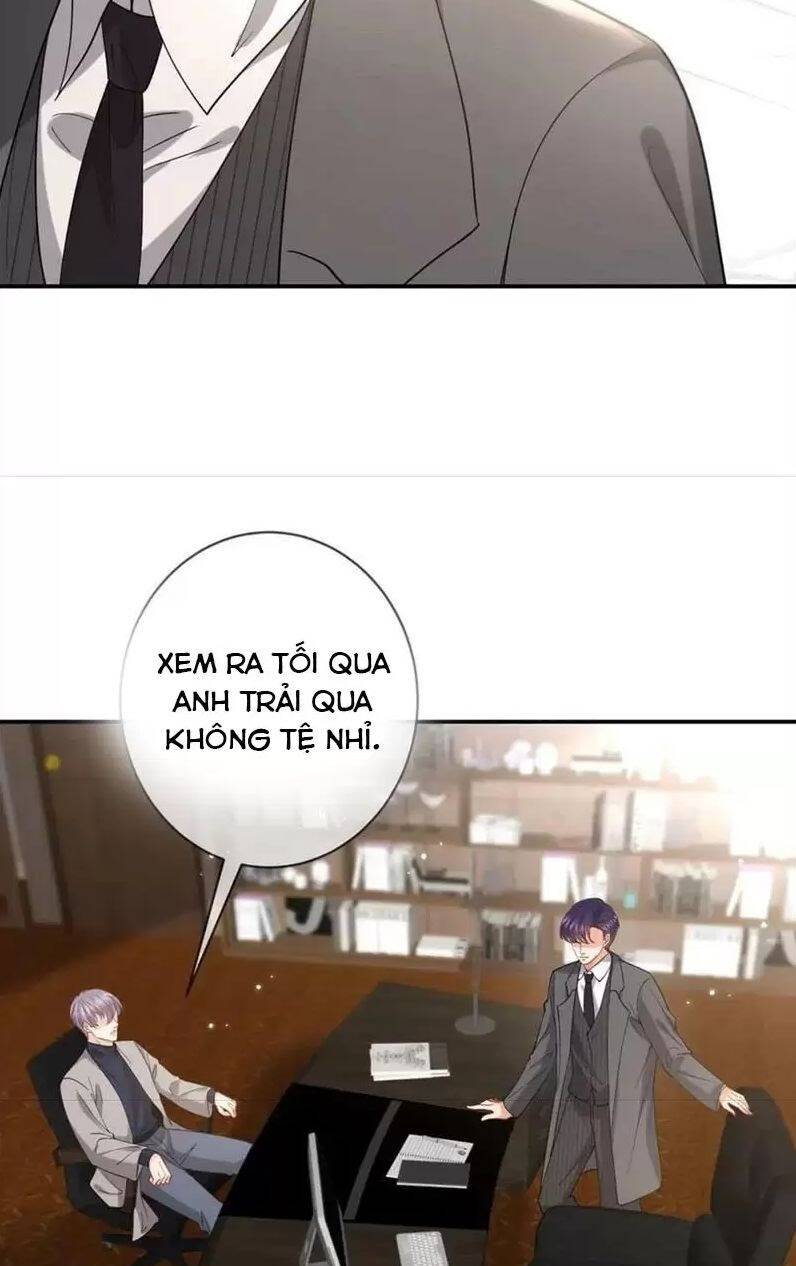 XEM RA TỐI QUA
ANH TRẢI QUA
KHÔNG TỆ NHỈ.